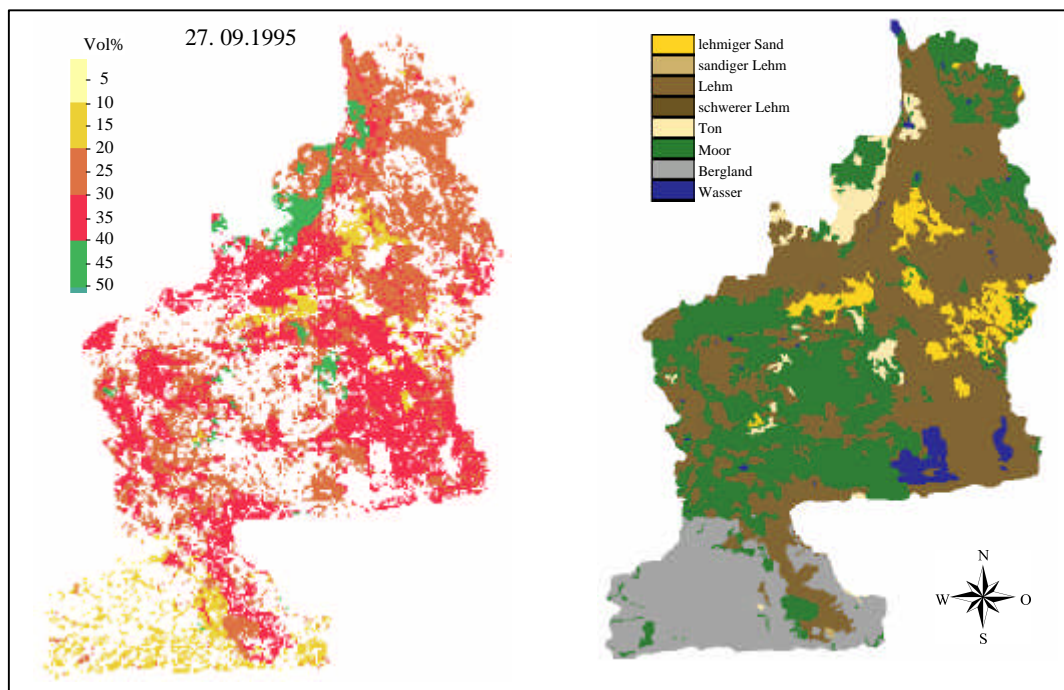 Vol%
27. 09.1995
- 5
- 10
- 15
- 20
- 25
- 30
- 35
- 40
- 45
- 50
lehmiger Sand
sandiger Lehm
Lehm
schwerer Lehm
Ton
Moor
Bergland
Wasser
N
W
O
S